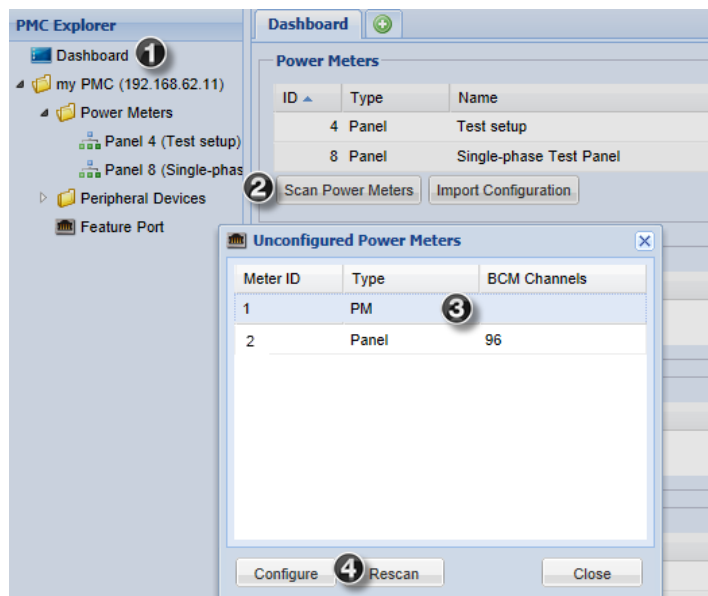 PMC Explorer
Dashboard 1
my PMC (192.168.62.11)
Power Meters
Panel 4 (Test setup)
Panel 8 (Single-phas
Peripheral Devices
Feature Port
Dashboard
Power Meters
ID Type Name
4 Panel Test setup
8 Panel Single-phase Test Panel
2 Scan Power Meters Import Configuration
Unconfigured Power Meters
Meter ID Type BCM Channels
1 PM 3
2 Panel 96
Configure 4 Rescan Close